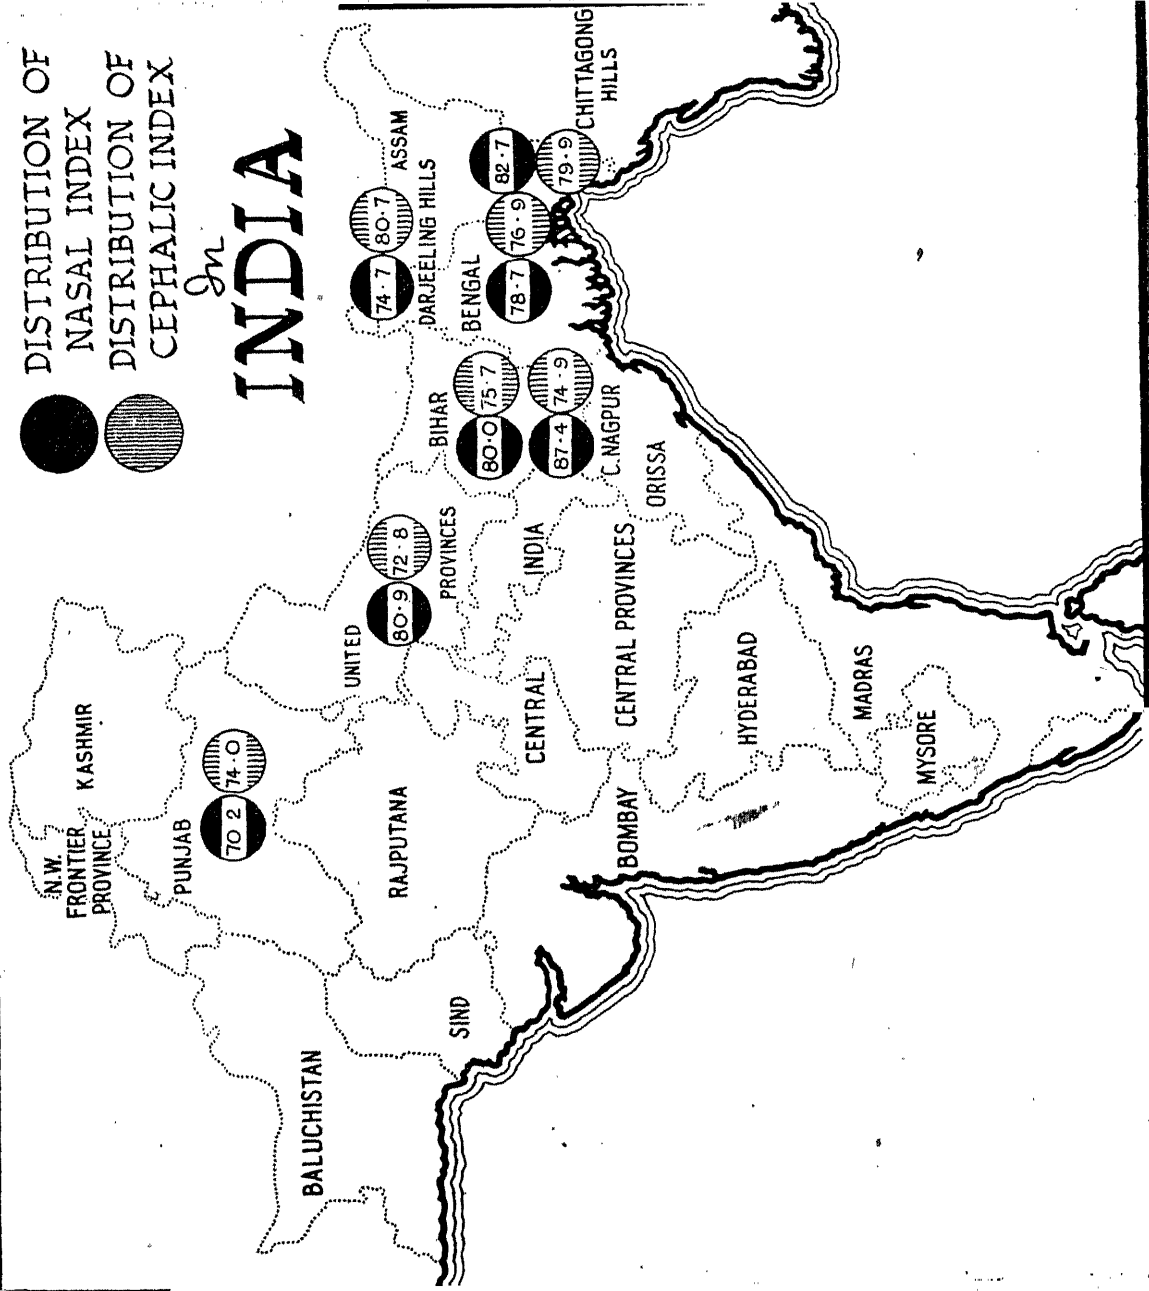 DISTRIBUTION OF
NASAL INDEX
DISTRIBUTION OF
CEPHALIC INDEX
In
INDIA
KASHMIR
N.W.
FRONTIER
PROVINCE
PUNJAB
70 2
74·0
BALUCHISTAN
SIND
RAJPUTANA
UNITED
PROVINCES
80·9
72·8
DARJEELING HILLS
74·7
80·7
ASSAM
BIHAR
80·0
75·7
BENGAL
78·7
76·9
82·7
79·9
CHITTAGONG
HILLS
87·4
74·9
C. NAGPUR
CENTRAL
INDIA
CENTRAL PROVINCES
ORISSA
BOMBAY
HYDERABAD
MADRAS
MYSORE